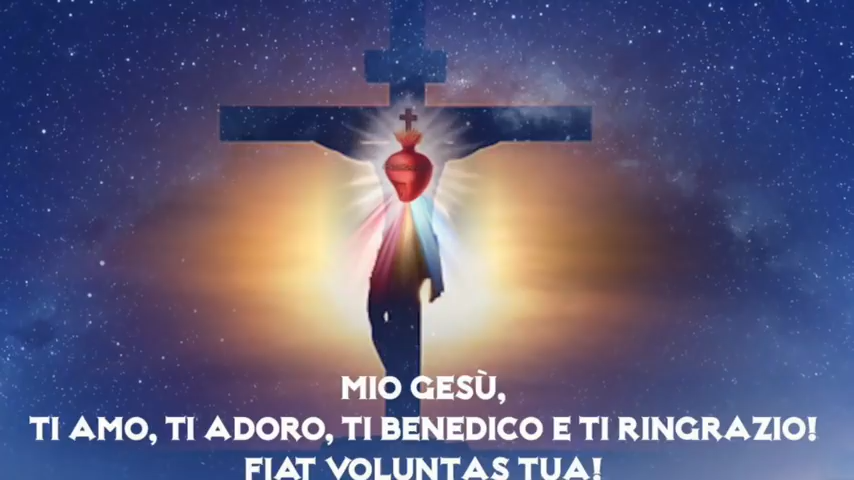 MIO GESÙ,
TI AMO, TI ADORO, TI BENEDICO E TI RINGRAZIO!
FIAT VOLUNTAS TUA!